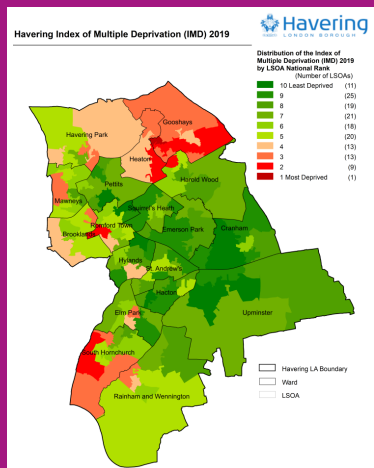 Havering
LONDON BOROUGH
Havering Index of Multiple Deprivation (IMD) 2019
Distribution of the Index of
Multiple Deprivation (IMD) 2019
by LSOA National Rank
(Number of LSOAs)
10 Least Deprived (11)
9 (25)
8 (19)
7 (21)
6 (18)
5 (20)
4 (13)
3 (13)
2 (9)
1 Most Deprived (1)
Gooshays
Havering Park
Heaton
Harold Wood
Pettits
Mawneys
Squirrel's Heath
Romford Town
Emerson Park
Cranham
Brooklands
Hylands
St. Andrew's
Hacton
Elm Park
Upminster
South Hornchurch
Rainham and Wennington
Havering LA Boundary
Ward
LSOA